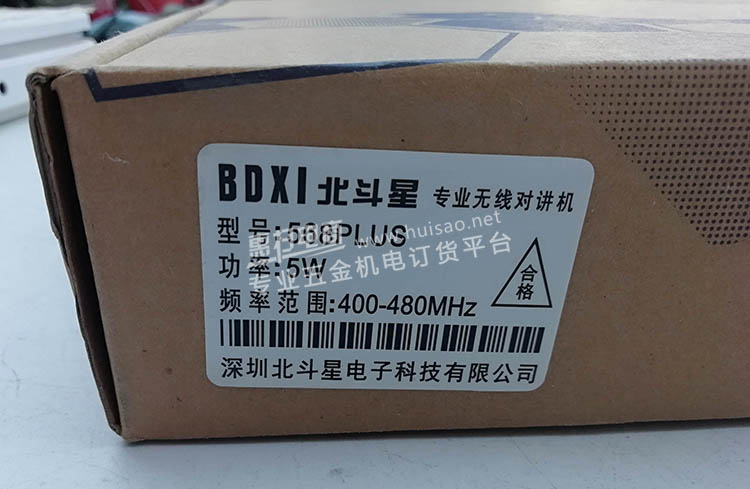 BDXI 北斗星 专业无线对讲机
www.huisao.net
型号:568PLUS
专业五金机电订货平台
功率:5W
合格
频率范围:400-480MHz
深圳北斗星电子科技有限公司